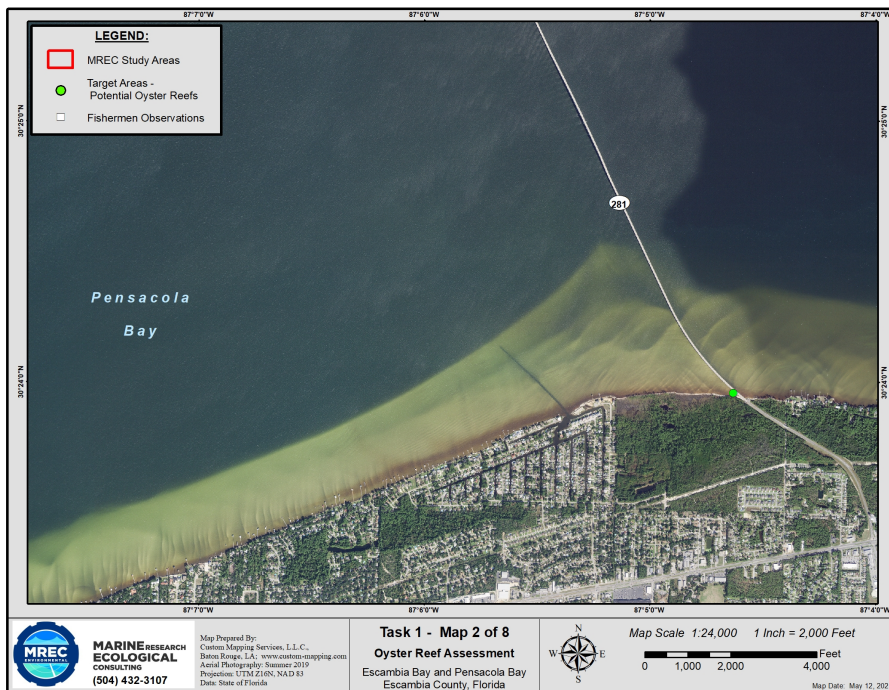 87°7'0"W
87°6'0"W
87°5'0"W
87°4'0"W
LEGEND:
MREC Study Areas
Target Areas -
Potential Oyster Reefs
Fishermen Observations
30°25'0"N
30°25'0"N
281
Pensacola
Bay
30°24'0"N
30°24'0"N
87°7'0"W
87°6'0"W
87°5'0"W
87°4'0"W
MREC
ENVIRONMENTAL
MARINE RESEARCH
ECOLOGICAL
CONSULTING
(504) 432-3107
Map Prepared By:
Custom Mapping Services, L.L.C.,
Baton Rouge, LA; www.custom-mapping.com
Aerial Photography: Summer 2019
Projection: UTM Z16N, NAD 83
Data: State of Florida
Task 1 - Map 2 of 8
Oyster Reef Assessment
Escambia Bay and Pensacola Bay
Escambia County, Florida
N
W
E
S
Map Scale 1:24,000 1 Inch = 2,000 Feet
Feet
0 1,000 2,000 4,000
Map Date: May 12, 202